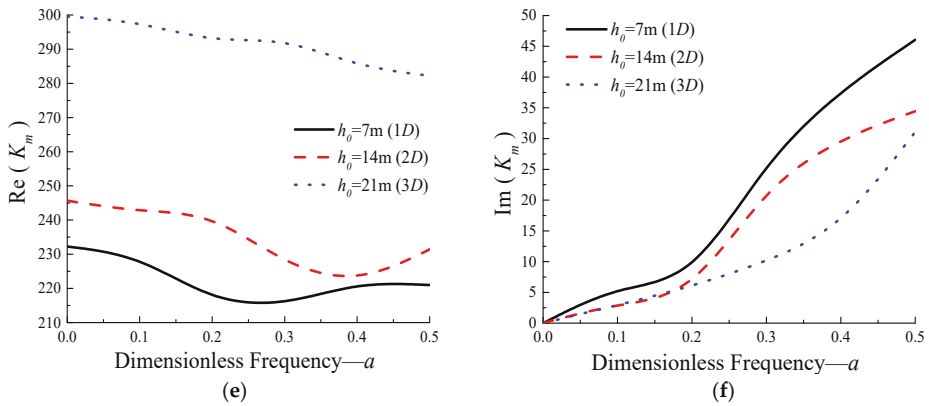 300
290
280
270
260
250
240
230
220
210
Re ( K_m )
h_0=7m (1D)
h_0=14m (2D)
h_0=21m (3D)
0.0 0.1 0.2 0.3 0.4 0.5
Dimensionless Frequency—a
(e)
50
45
40
35
30
25
20
15
10
5
0
Im ( K_m )
h_0=7m (1D)
h_0=14m (2D)
h_0=21m (3D)
0.0 0.1 0.2 0.3 0.4 0.5
Dimensionless Frequency—a
(f)